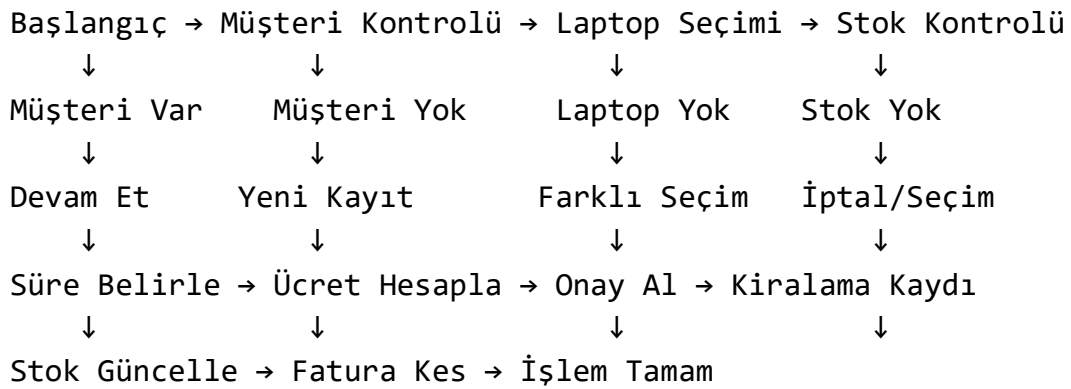 Başlangıç → Müşteri Kontrolü → Laptop Seçimi → Stok Kontrolü
↓ ↓ ↓ ↓
Müşteri Var Müşteri Yok Laptop Yok Stok Yok
↓ ↓ ↓ ↓
Devam Et Yeni Kayıt Farklı Seçim İptal/Seçim
↓ ↓ ↓ ↓
Süre Belirle → Ücret Hesapla → Onay Al → Kiralama Kaydı
↓ ↓ ↓ ↓
Stok Güncelle → Fatura Kes → İşlem Tamam